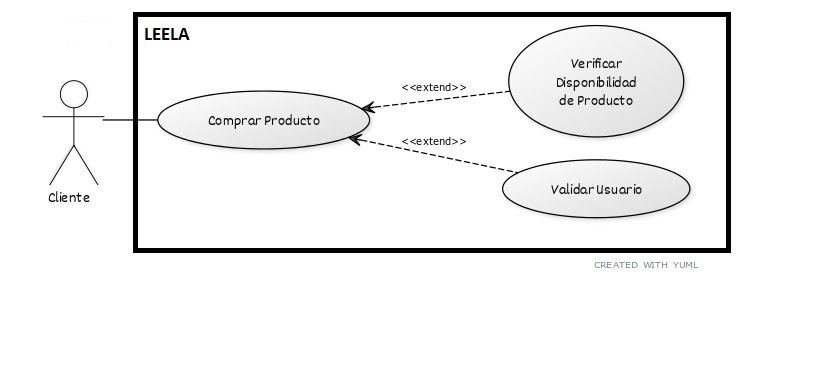 LEELA
Verificar
Disponibilidad
de Producto
<<extend>>
Comprar Producto
<<extend>>
Validar Usuario
Cliente
CREATED WITH YUML